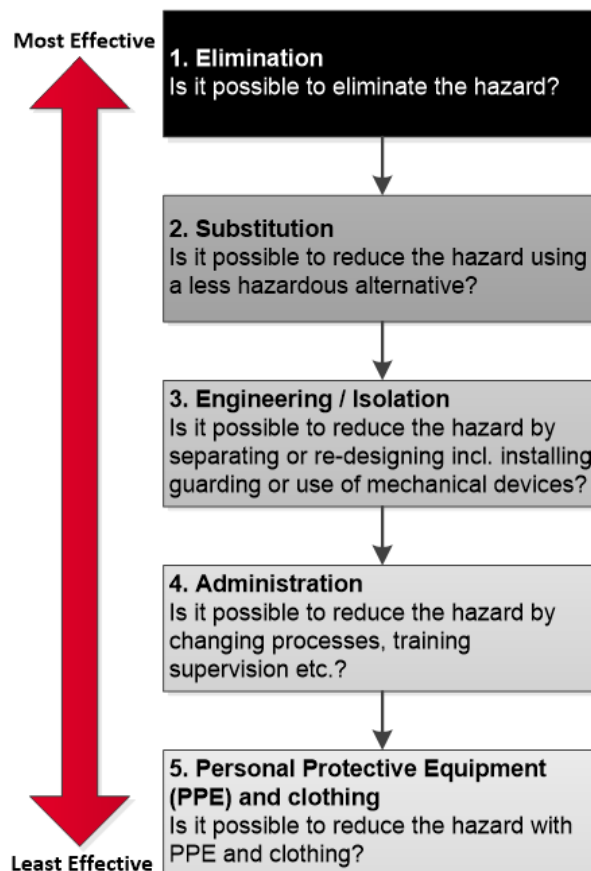 Most Effective
1. Elimination
Is it possible to eliminate the hazard?
2. Substitution
Is it possible to reduce the hazard using
a less hazardous alternative?
3. Engineering / Isolation
Is it possible to reduce the hazard by
separating or re-designing incl. installing
guarding or use of mechanical devices?
4. Administration
Is it possible to reduce the hazard by
changing processes, training
supervision etc.?
5. Personal Protective Equipment
(PPE) and clothing
Is it possible to reduce the hazard with
PPE and clothing?
Least Effective